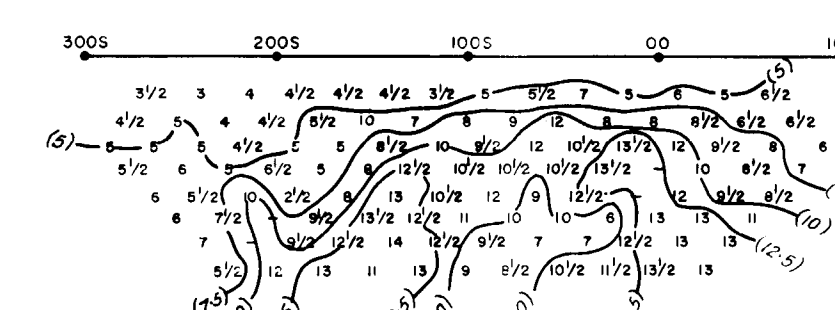 300S 200S 100S 00
3½ 3 4 4½ 4½ 4½ 3½ 5 5½ 7 5 6 5 6½ (5)
4½ 5 4 4½ 5½ 10 7 8 9 12 8 8 8½ 6½ 6½
(5) 5 5 5 4½ 5 5 8½ 10 9½ 12 10½ 13½ 12 9½ 8 6
5½ 6 5 6½ 5 8 12½ 10½ 10½ 10½ 13½ 10 6½ 7
6 5½ 10 2½ 8 13 10½ 12 9 12½ 12 9½ 8½
6 7½ 9½ 13½ 12½ 11 10 10 6 13 13 11 (10)
7 9½ 12½ 14 11½ 9½ 7 7 12½ 13 13 (12.5)
5½ 12 13 11 13 9 8½ 10½ 11½ 13½ 13
(7.5)